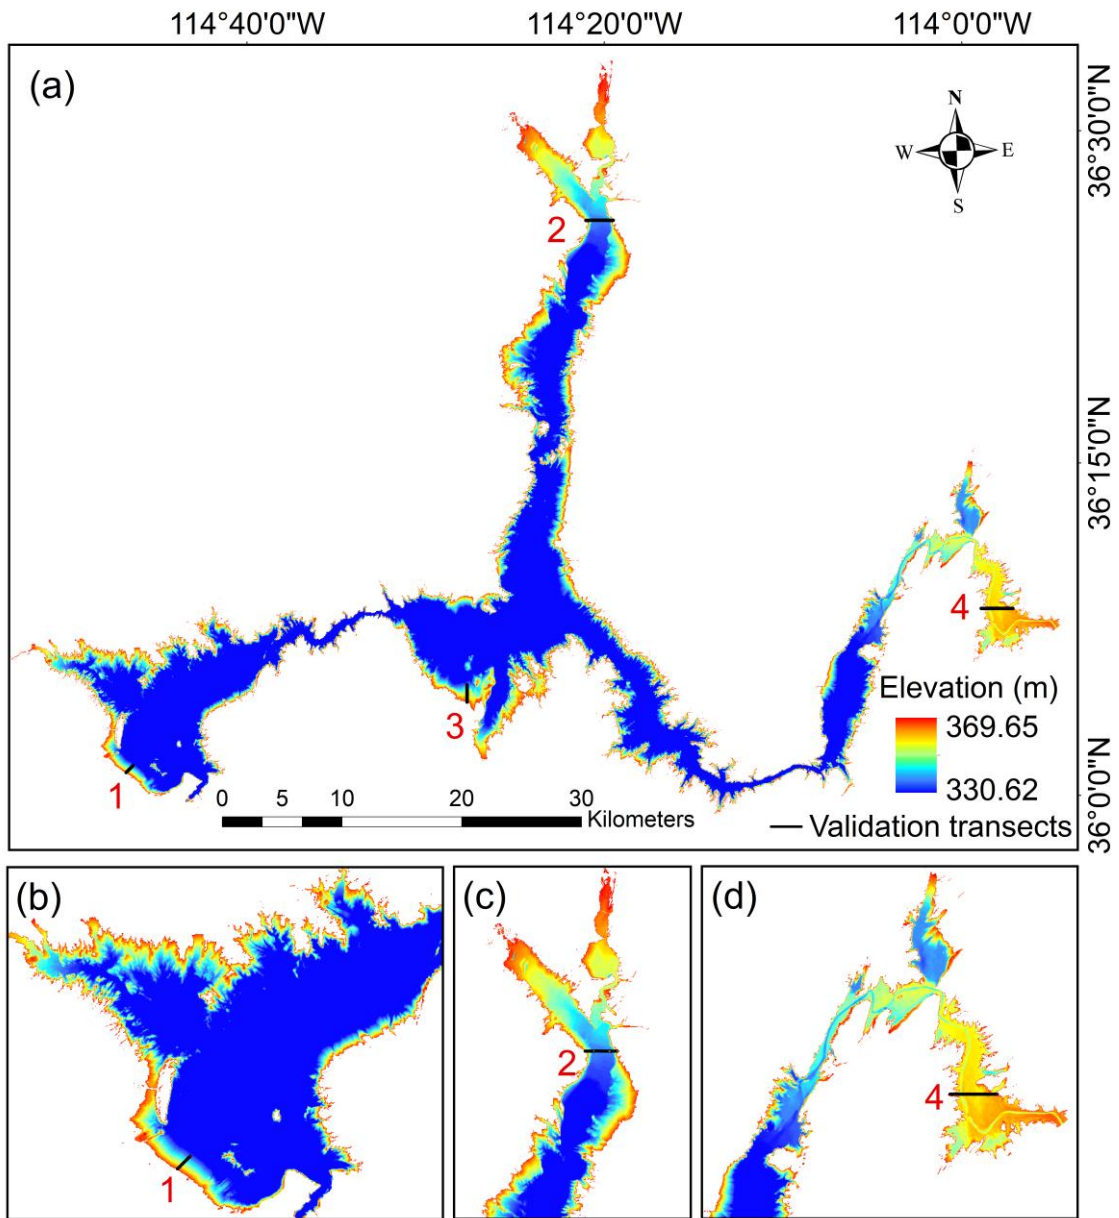 114°40'0"W 114°20'0"W 114°0'0"W
(a)
N
W E
S
36°30'0"N
2
36°15'0"N
4
Elevation (m)
369.65
330.62
3
1
0 5 10 20 30
Kilometers
Validation transects
36°0'0"N
(b) (c) (d)
2
4
1